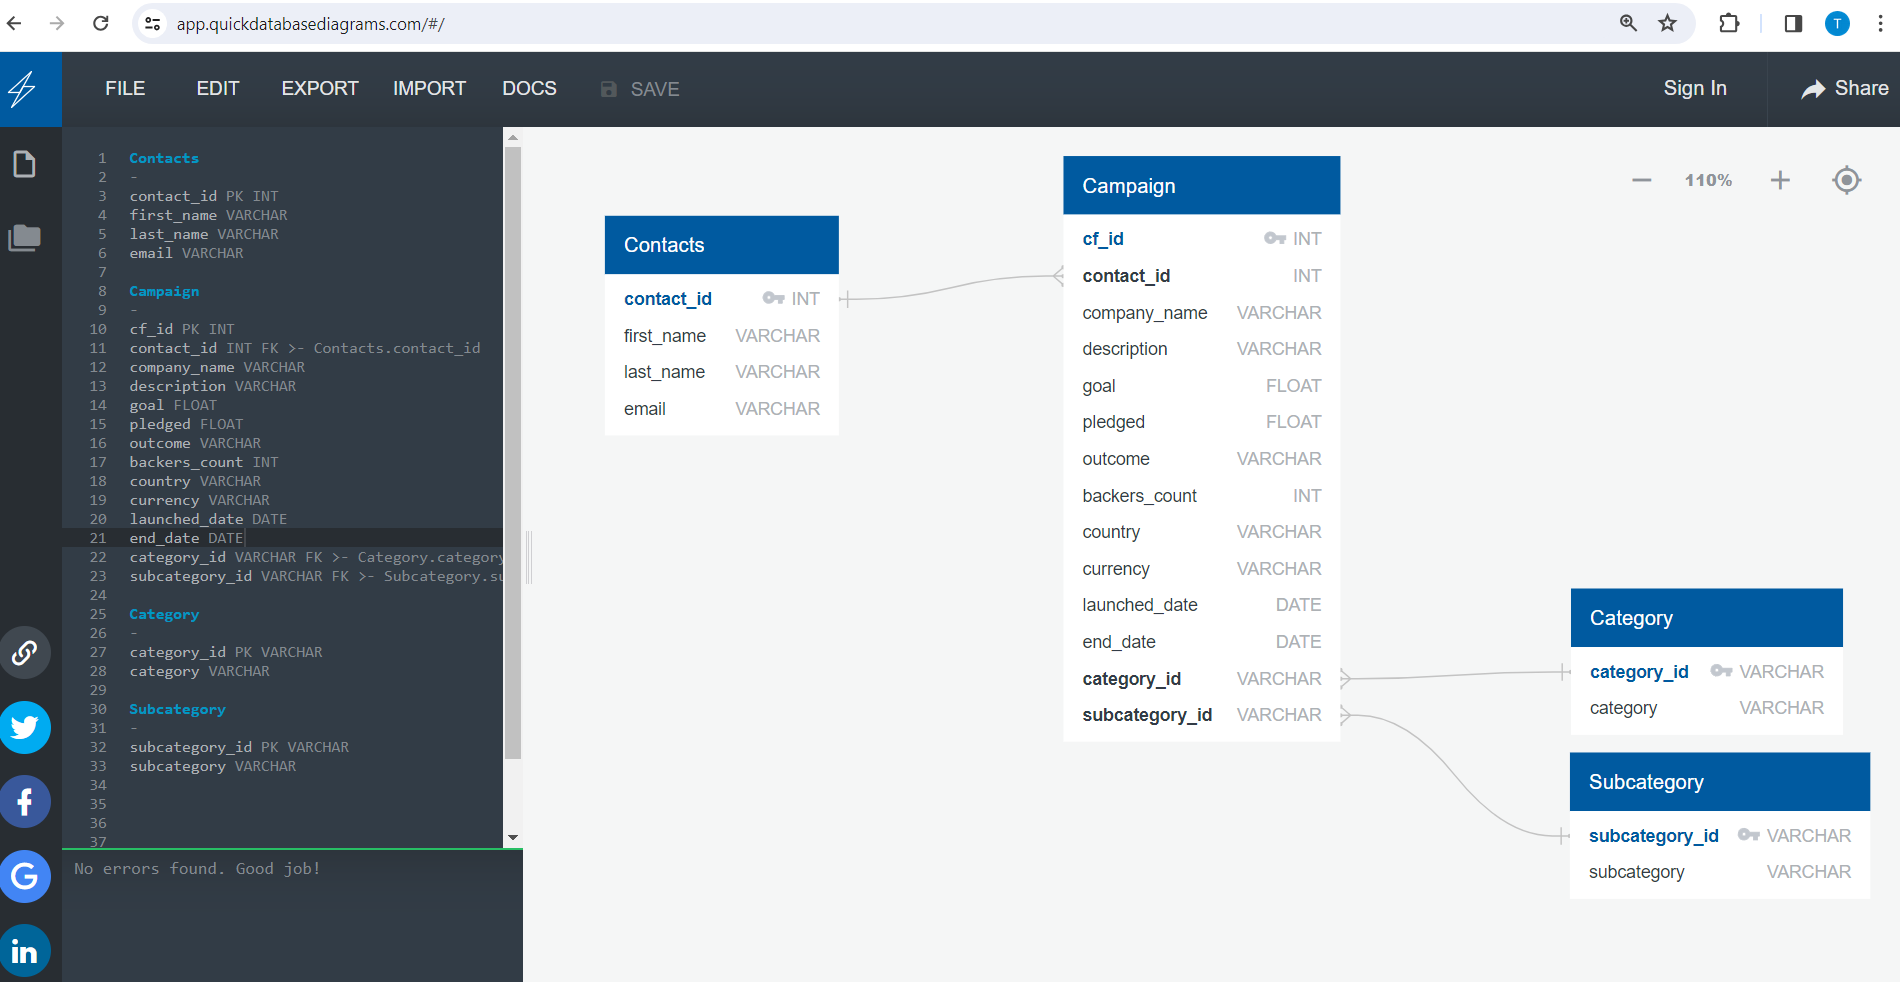 app.quickdatabasediagrams.com/#/
T
FILE EDIT EXPORT IMPORT DOCS SAVE Sign In Share
1 Contacts
2 -
3 contact_id PK INT
4 first_name VARCHAR
5 last_name VARCHAR
6 email VARCHAR
7
8 Campaign
9 -
10 cf_id PK INT
11 contact_id INT FK >- Contacts.contact_id
12 company_name VARCHAR
13 description VARCHAR
14 goal FLOAT
15 pledged FLOAT
16 outcome VARCHAR
17 backers_count INT
18 country VARCHAR
19 currency VARCHAR
20 launched_date DATE
21 end_date DATE
22 category_id VARCHAR FK >- Category.category
23 subcategory_id VARCHAR FK >- Subcategory.su
24
25 Category
26 -
27 category_id PK VARCHAR
28 category VARCHAR
29
30 Subcategory
31 -
32 subcategory_id PK VARCHAR
33 subcategory VARCHAR
34
35
36
37
No errors found. Good job!
110%
Contacts
contact_id INT
first_name VARCHAR
last_name VARCHAR
email VARCHAR
Campaign
cf_id INT
contact_id INT
company_name VARCHAR
description VARCHAR
goal FLOAT
pledged FLOAT
outcome VARCHAR
backers_count INT
country VARCHAR
currency VARCHAR
launched_date DATE
end_date DATE
category_id VARCHAR
subcategory_id VARCHAR
Category
category_id VARCHAR
category VARCHAR
Subcategory
subcategory_id VARCHAR
subcategory VARCHAR
f
G
in